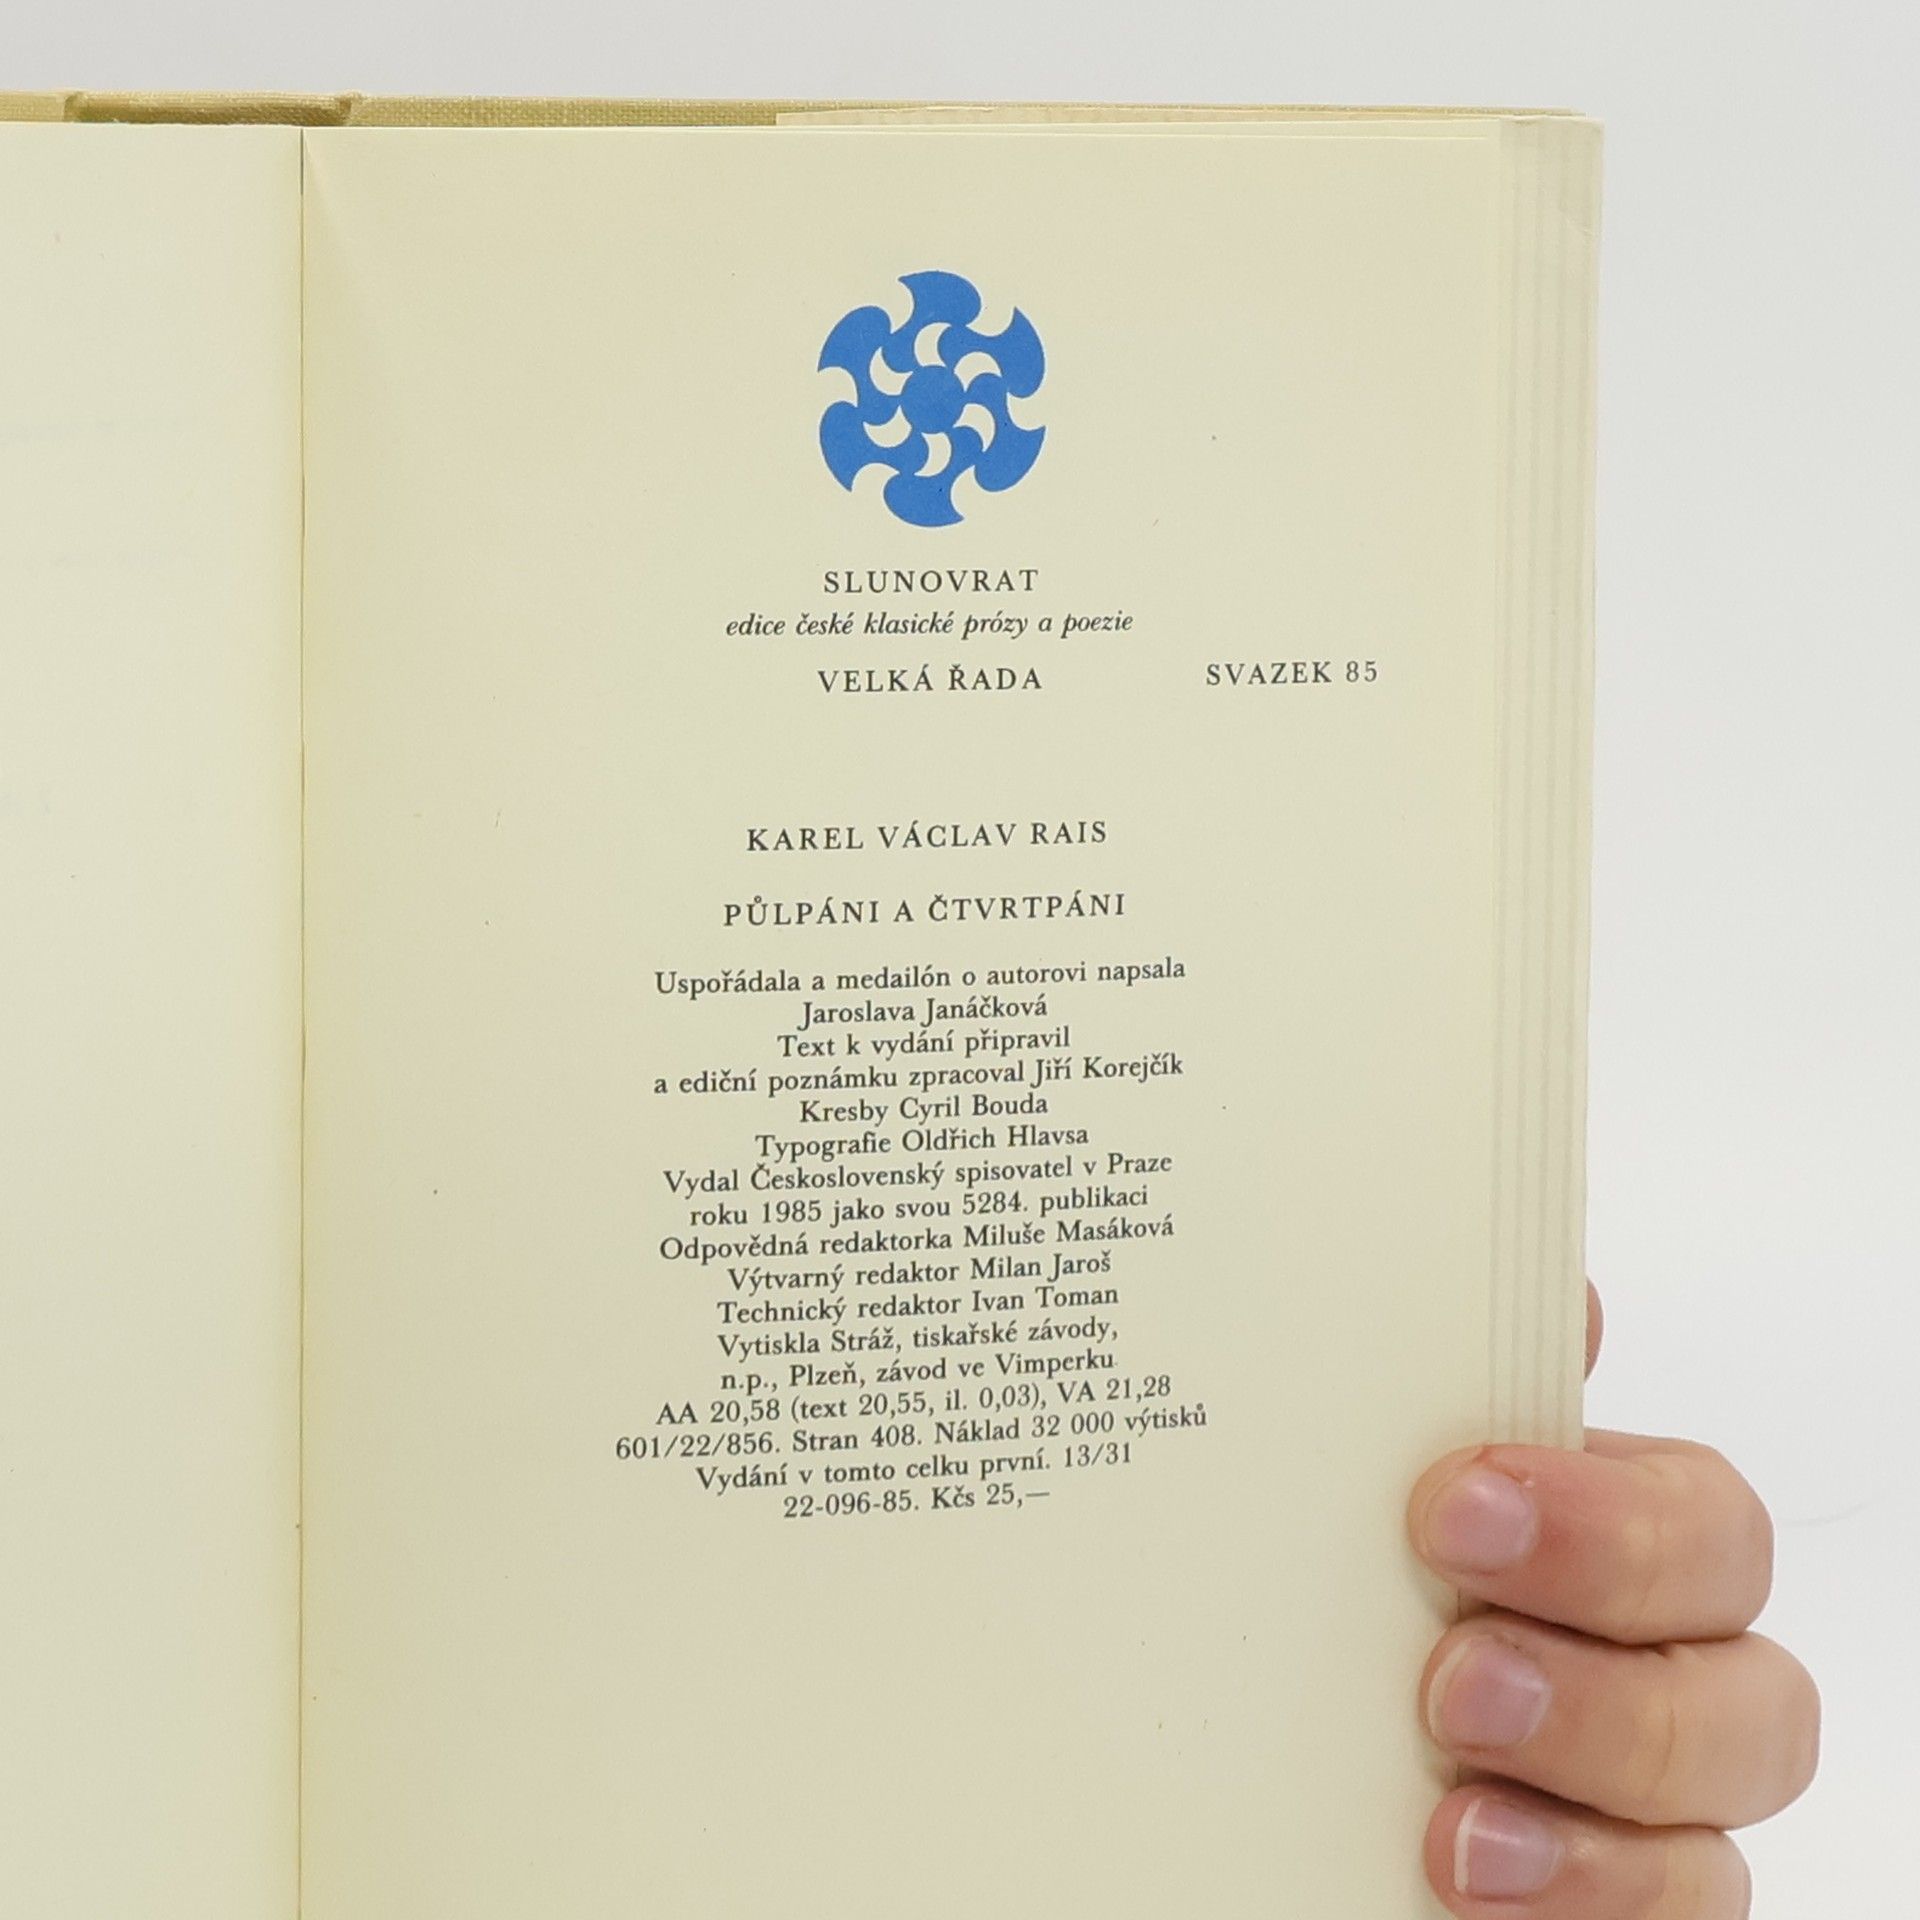 SLUNOVRAT
edice české klasické prózy a poezie
VELKÁ ŘADA SVAZEK 85
KAREL VÁCLAV RAIS
PŮLPÁNI A ČTVRTPÁNI
Uspořádala a medailón o autorovi napsala
Jaroslava Janáčková
Text k vydání připravil
a ediční poznámku zpracoval Jiří Korejčík
Kresby Cyril Bouda
Typografie Oldřich Hlavsa
Vydal Československý spisovatel v Praze
roku 1985 jako svou 5284. publikaci
Odpovědná redaktorka Miluše Masáková
Výtvarný redaktor Milan Jaroš
Technický redaktor Ivan Toman
Vytiskla Stráž, tiskařské závody,
n.p., Plzeň, závod ve Vimperku
AA 20,58 (text 20,55, il. 0,03), VA 21,28
601/22/856. Stran 408. Náklad 32 000 výtisků
Vydání v tomto celku první. 13/31
22-096-85. Kčs 25,—